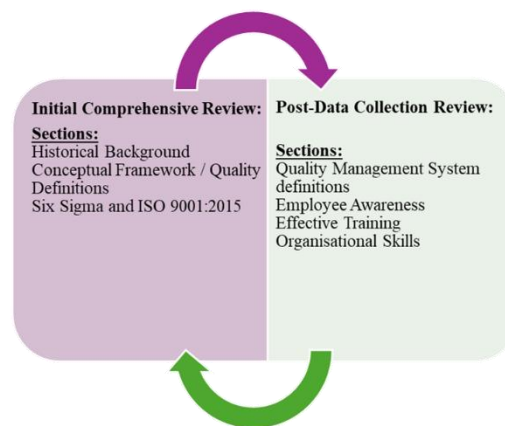 Initial Comprehensive Review:
Sections:
Historical Background
Conceptual Framework / Quality
Definitions
Six Sigma and ISO 9001:2015
Post-Data Collection Review:
Sections:
Quality Management System
definitions
Employee Awareness
Effective Training
Organisational Skills